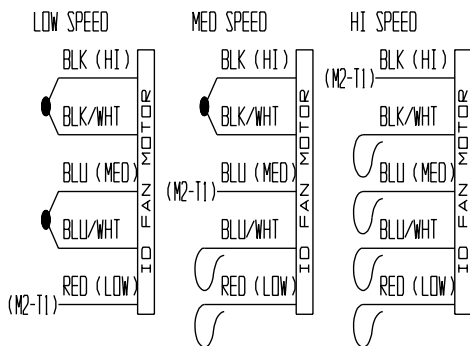 LOW SPEED
BLK (HI)
BLK/WHT
BLU (MED)
BLU/WHT
RED (LOW)
(M2-T1)
ID FAN MOTOR
MED SPEED
BLK (HI)
BLK/WHT
BLU (MED)
(M2-T1)
BLU/WHT
RED (LOW)
ID FAN MOTOR
HI SPEED
BLK (HI)
(M2-T1)
BLK/WHT
BLU (MED)
BLU/WHT
RED (LOW)
ID FAN MOTOR